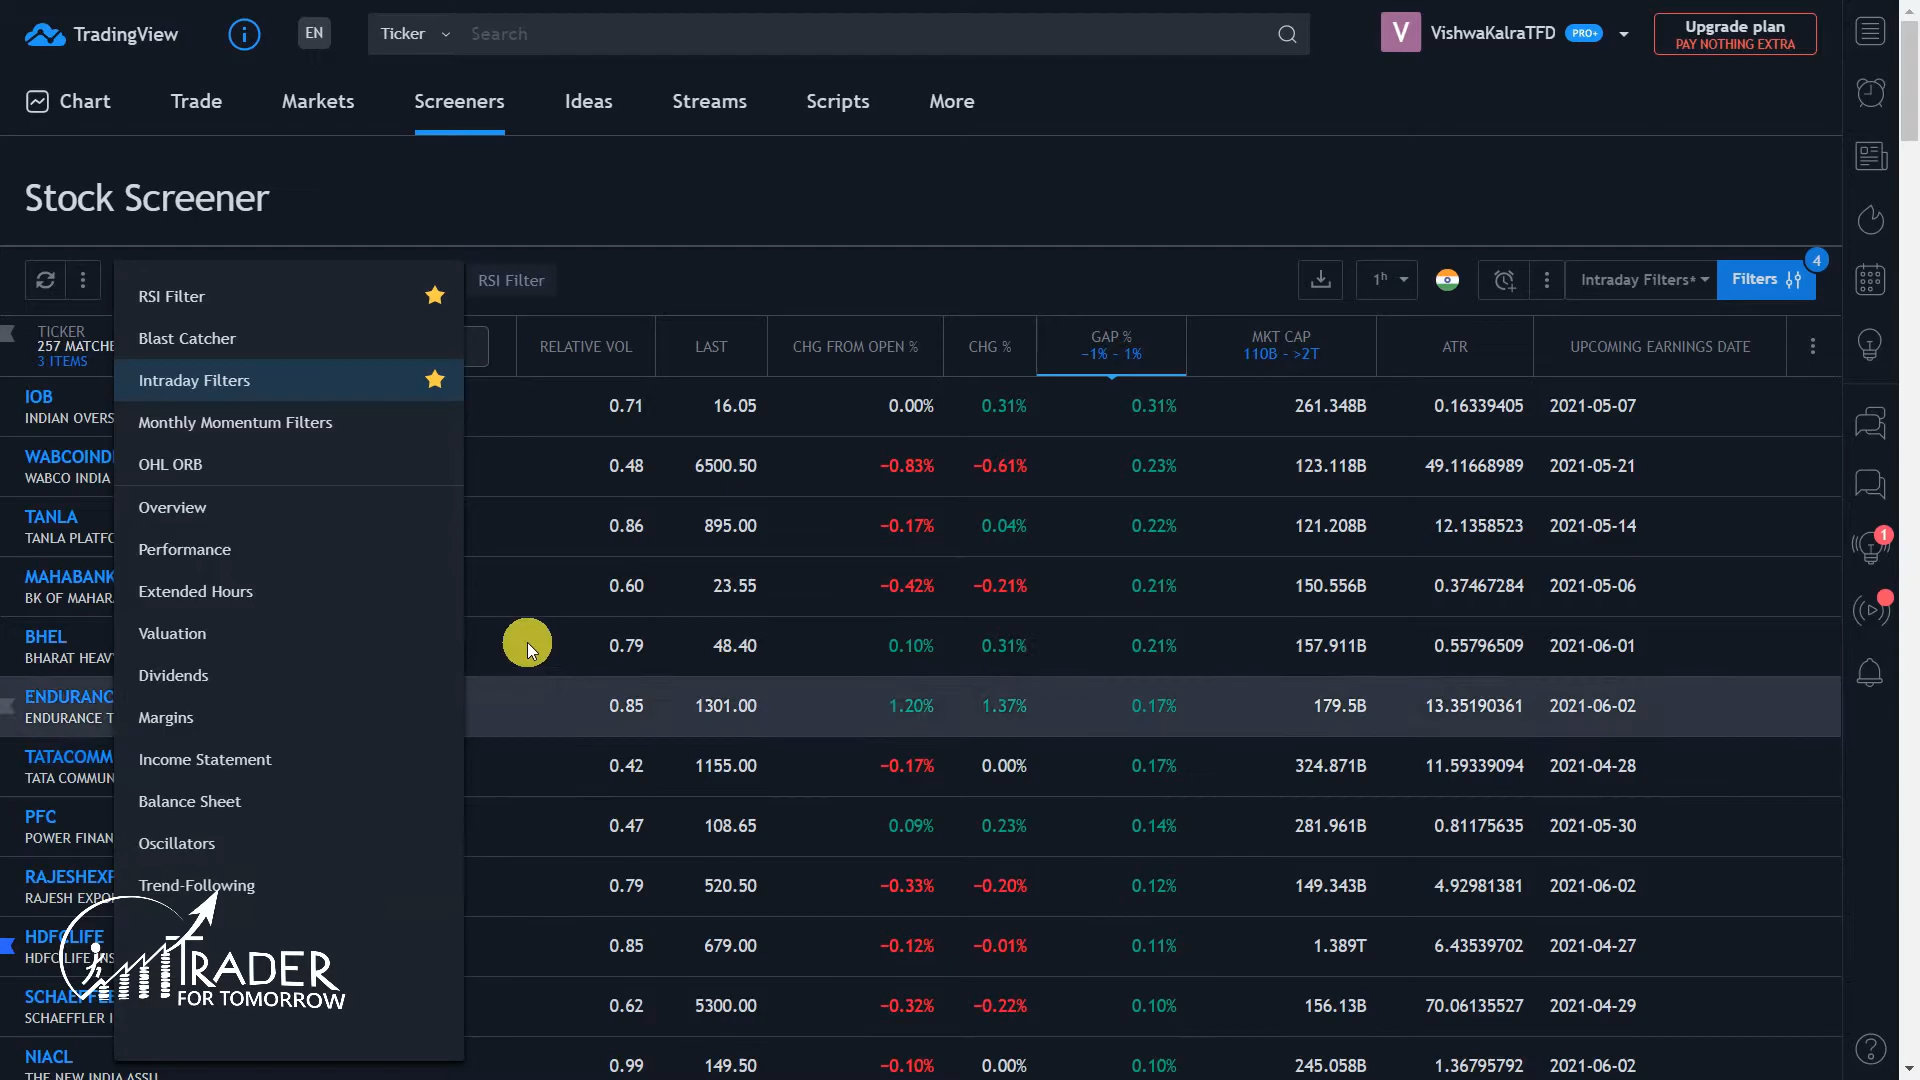 TradingView
EN
Ticker
Search
V
VishwaKalraTFD
PRO+
Upgrade plan
PAY NOTHING EXTRA
Chart
Trade
Markets
Screeners
Ideas
Streams
Scripts
More
Stock Screener
RSI Filter
1h
Intraday Filters*
Filters
4
TICKER
257 MATCHE
3 ITEMS
RELATIVE VOL
LAST
CHG FROM OPEN %
CHG %
GAP %
−1% - 1%
MKT CAP
110B - >2T
ATR
UPCOMING EARNINGS DATE
RSI Filter
Blast Catcher
Intraday Filters
Monthly Momentum Filters
OHL ORB
Overview
Performance
Extended Hours
Valuation
Dividends
Margins
Income Statement
Balance Sheet
Oscillators
Trend-Following
IOB
INDIAN OVERS
0.71 16.05 0.00% 0.31% 0.31% 261.348B 0.16339405 2021-05-07
WABCOIND
WABCO INDIA
0.48 6500.50 −0.83% −0.61% 0.23% 123.118B 49.11668989 2021-05-21
TANLA
TANLA PLATFO
0.86 895.00 −0.17% 0.04% 0.22% 121.208B 12.1358523 2021-05-14
MAHABANK
BK OF MAHAR
0.60 23.55 −0.42% −0.21% 0.21% 150.556B 0.37467284 2021-05-06
BHEL
BHARAT HEAV
0.79 48.40 0.10% 0.31% 0.21% 157.911B 0.55796509 2021-06-01
ENDURANC
ENDURANCE T
0.85 1301.00 1.20% 1.37% 0.17% 179.5B 13.35190361 2021-06-02
TATACOMM
TATA COMMUN
0.42 1155.00 −0.17% 0.00% 0.17% 324.871B 11.59339094 2021-04-28
PFC
POWER FINAN
0.47 108.65 0.09% 0.23% 0.14% 281.961B 0.81175635 2021-05-30
RAJESHEXP
RAJESH EXPO
0.79 520.50 −0.33% −0.20% 0.12% 149.343B 4.92981381 2021-06-02
HDFCLIFE
HDFC LIFE INS
0.85 679.00 −0.12% −0.01% 0.11% 1.389T 6.43539702 2021-04-27
SCHAEFFLE
SCHAEFFLER I
0.62 5300.00 −0.32% −0.22% 0.10% 156.13B 70.06135527 2021-04-29
NIACL
THE NEW INDIA ASSU
0.99 149.50 −0.10% 0.00% 0.10% 245.058B 1.36795792 2021-06-02
1
TRADER
FOR TOMORROW